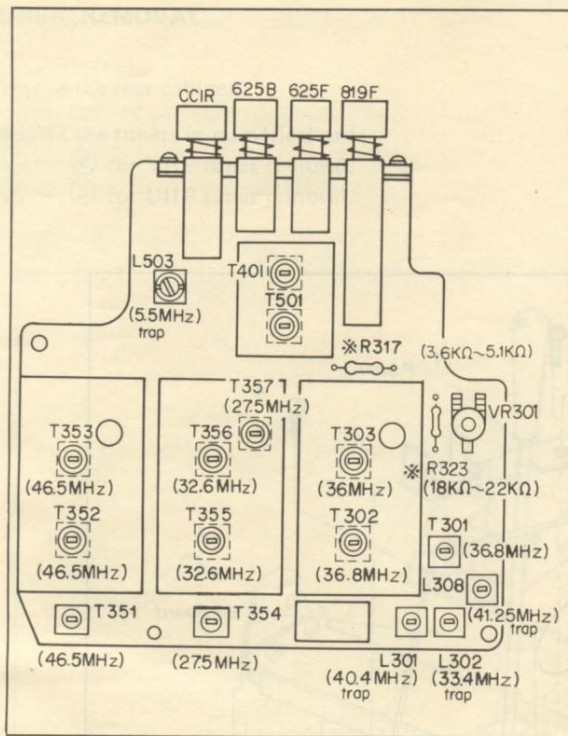 CCIR
625B
625F
819F
L503
(5.5MHz)
trap
T401
T501
※R317
(3.6KΩ~5.1KΩ)
T357
(27.5MHz)
VR301
T353
(46.5MHz)
T356
(32.6MHz)
T303
(36MHz)
※ R323
(18KΩ~22KΩ)
T352
(46.5MHz)
T355
(32.6MHz)
T302
(36.8MHz)
T301
(36.8MHz)
L308
(41.25MHz)
trap
T351
(46.5MHz)
T354
(27.5MHz)
L301
(40.4MHz)
trap
L302
(33.4MHz)
trap